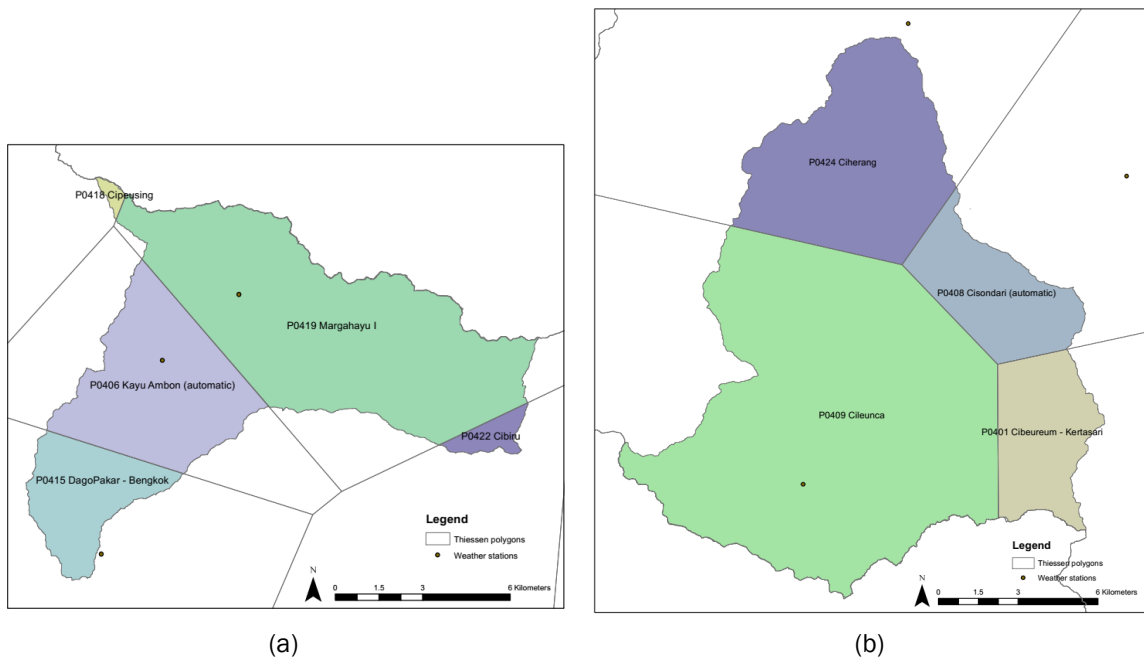 P0418 Cipeusing
P0419 Margahayu I
P0406 Kayu Ambon (automatic)
P0422 Cibiru
P0415 DagoPakar - Bengkok
Legend
Thiessen polygons
Weather stations
N
0 1.5 3 6 Kilometers
(a)
P0424 Ciherang
P0408 Cisondari (automatic)
P0409 Cileunca
P0401 Cibeureum - Kertasari
Legend
Thiessed polygons
Weather stations
N
0 1.5 3 6 Kilometers
(b)